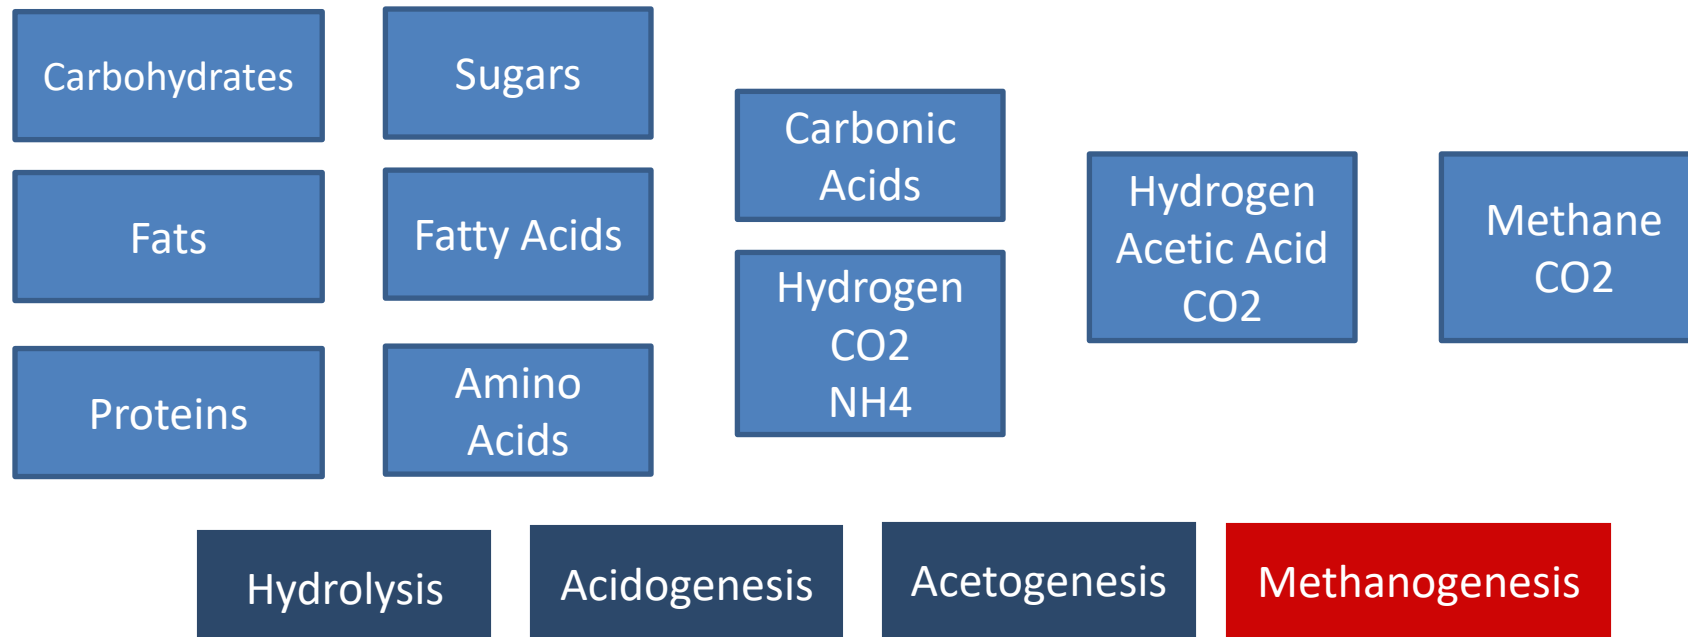 Carbohydrates
Fats
Proteins
Sugars
Fatty Acids
Amino
Acids
Carbonic
Acids
Hydrogen
CO2
NH4
Hydrogen
Acetic Acid
CO2
Methane
CO2
Hydrolysis
Acidogenesis
Acetogenesis
Methanogenesis